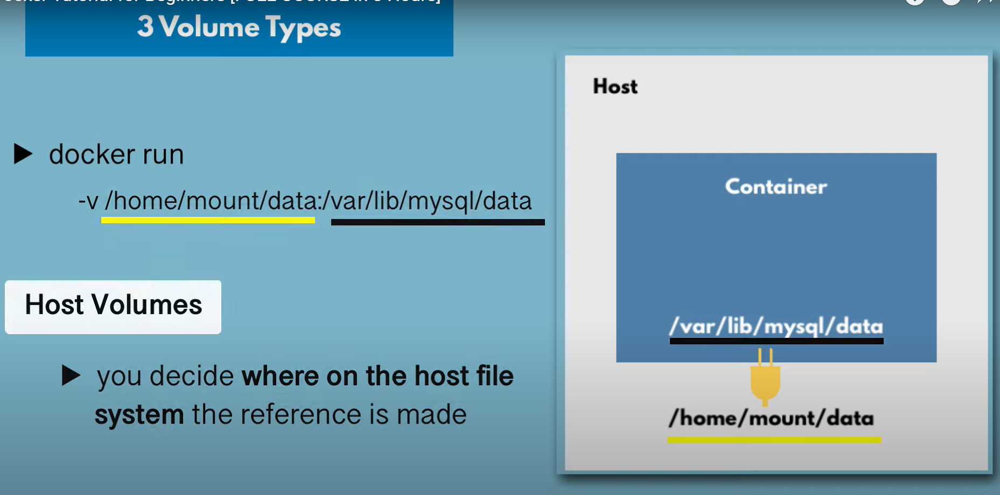 3 Volume Types
Host
▶ docker run
-v /home/mount/data:/var/lib/mysql/data
Container
/var/lib/mysql/data
/home/mount/data
Host Volumes
▶ you decide where on the host file
system the reference is made